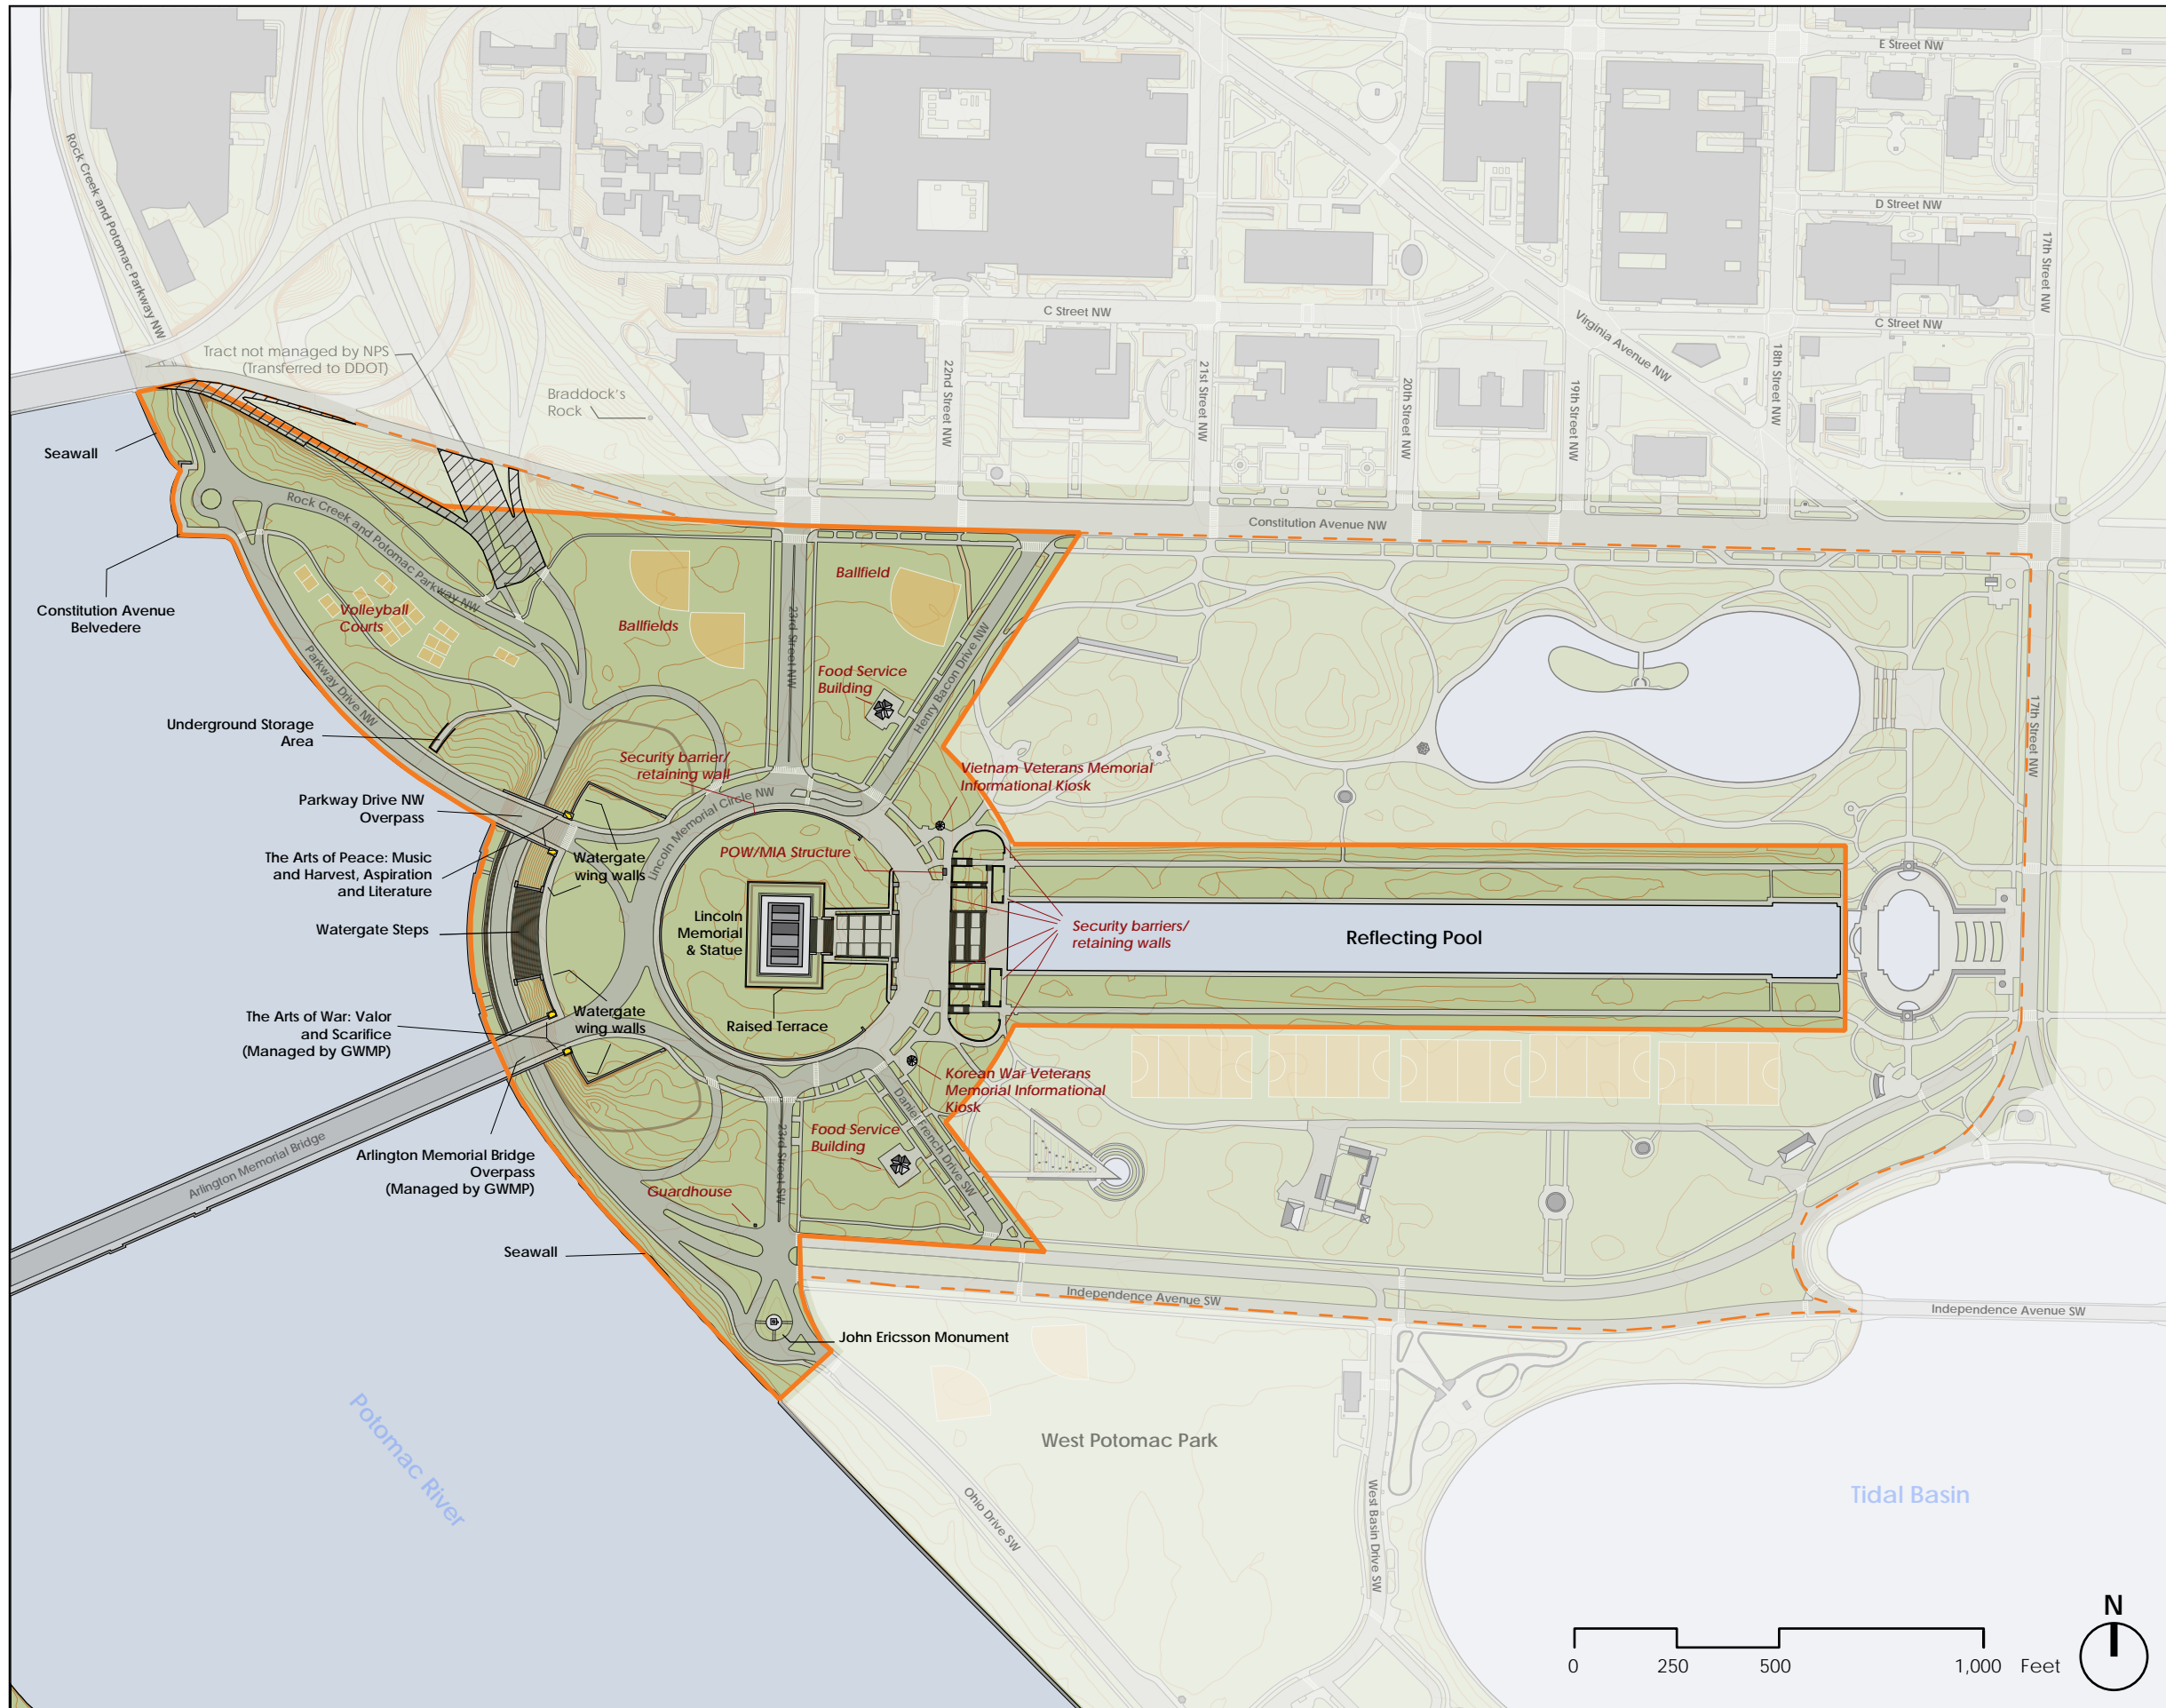 E Street NW
Rock Creek and Potomac Parkway NW
D Street NW
17th Street NW
C Street NW
Virginia Avenue NW
C Street NW
18th Street NW
Tract not managed by NPS
(Transferred to DDOT)
Braddock's
Rock
22nd Street NW
21st Street NW
20th Street NW
19th Street NW
Seawall
Rock Creek and Potomac Parkway NW
Constitution Avenue NW
Constitution Avenue
Belvedere
Volleyball
Courts
Ballfields
Ballfield
23rd Street NW
Food Service
Building
Henry Bacon Drive NW
Parkway Drive NW
17th Street NW
Underground Storage
Area
Security barrier/
retaining wall
Vietnam Veterans Memorial
Informational Kiosk
Parkway Drive NW
Overpass
Lincoln Memorial Circle NW
The Arts of Peace: Music
and Harvest, Aspiration
and Literature
Watergate
wing walls
POW/MIA Structure
Watergate Steps
Lincoln
Memorial
& Statue
Security barriers/
retaining walls
Reflecting Pool
The Arts of War: Valor
and Scarifice
(Managed by GWMP)
Watergate
wing walls
Raised Terrace
Korean War Veterans
Memorial Informational
Kiosk
Daniel French Drive SW
Food Service
Building
23rd Street SW
Arlington Memorial Bridge
Arlington Memorial Bridge
Overpass
(Managed by GWMP)
Guardhouse
Seawall
Independence Avenue SW
Independence Avenue SW
John Ericsson Monument
Potomac River
West Potomac Park
Ohio Drive SW
West Basin Drive SW
Tidal Basin
N
0
250
500
1,000
Feet